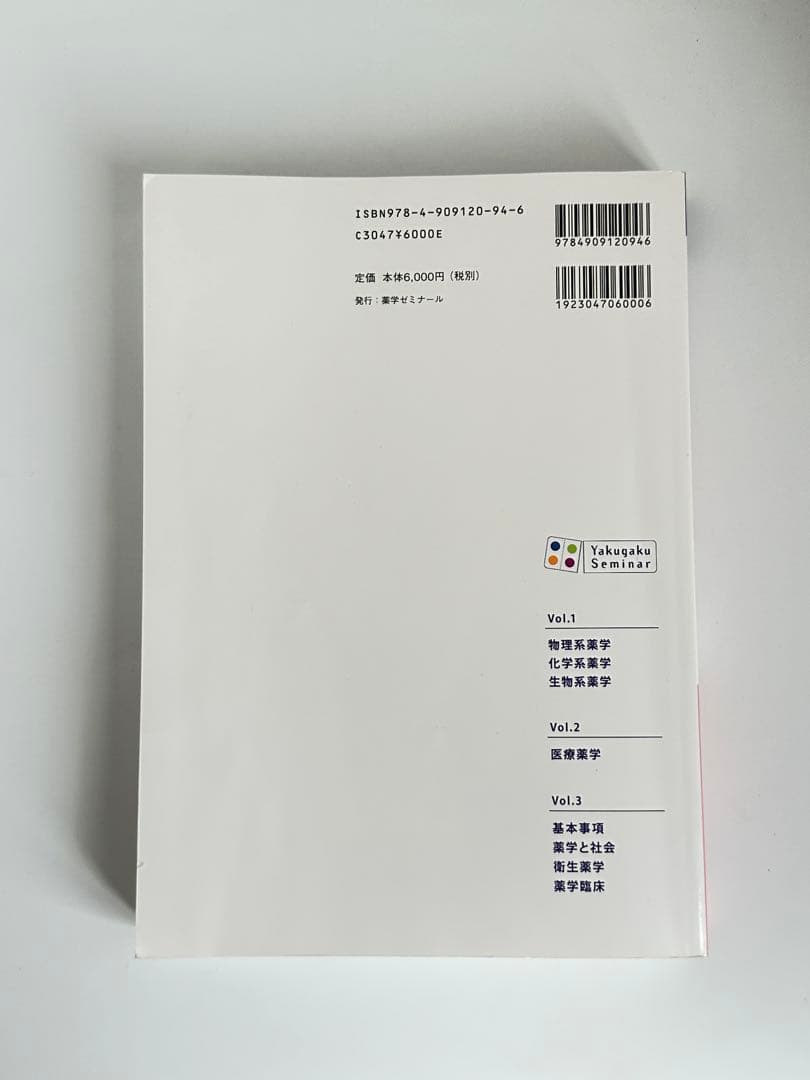 ISBN978-4-909120-94-6
C3047¥6000E
定価 本体6,000円（税別）
発行：薬学ゼミナール
9784909120946
1923047060006
Yakugaku
Seminar
Vol.1
物理系薬学
化学系薬学
生物系薬学
Vol.2
医療薬学
Vol.3
基本事項
薬学と社会
衛生薬学
薬学臨床